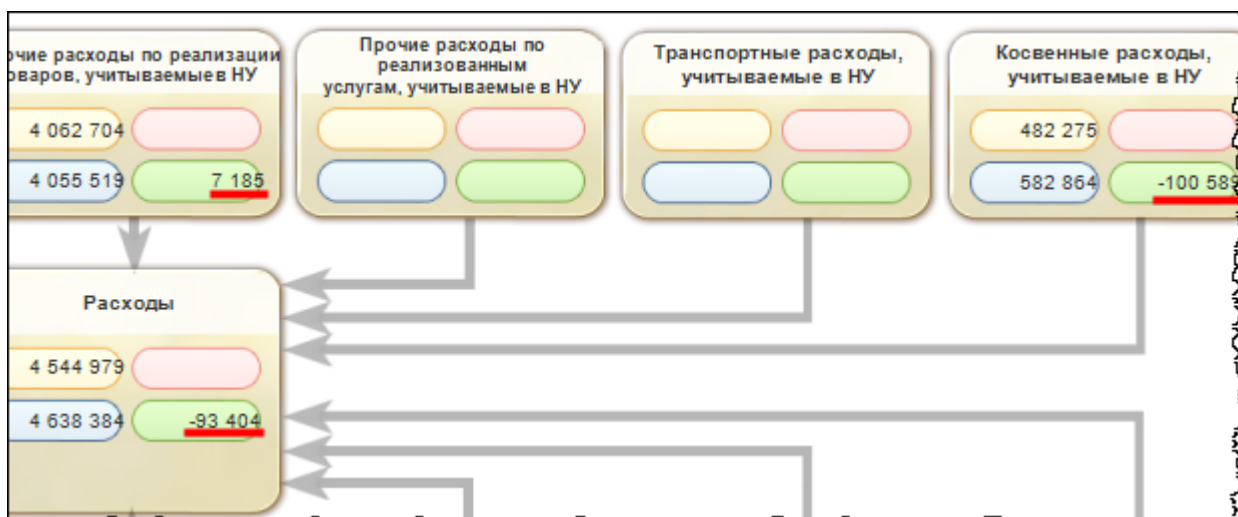 очие расходы по реализации
оваров, учитываемые в НУ
4 062 704
4 055 519 7 185
Прочие расходы по
реализованным
услугам, учитываемые в НУ
Транспортные расходы,
учитываемые в НУ
Косвенные расходы,
учитываемые в НУ
482 275
582 864 -100 589
Расходы
4 544 979
4 638 384 -93 404